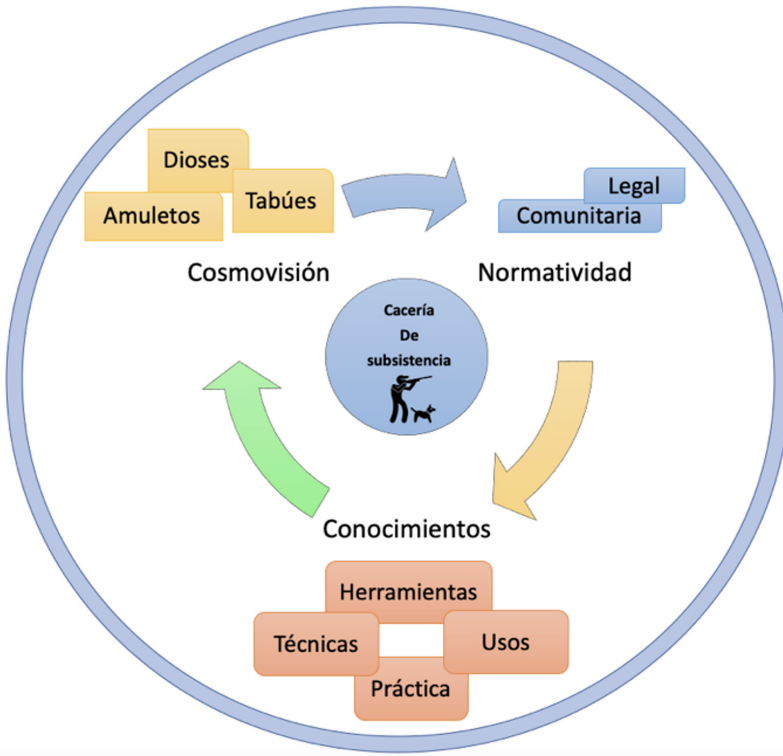 Dioses
Amuletos
Tabúes
Cosmovisión
Legal
Comunitaria
Normatividad
Cacería
De
subsistencia
Conocimientos
Herramientas
Técnicas
Usos
Práctica